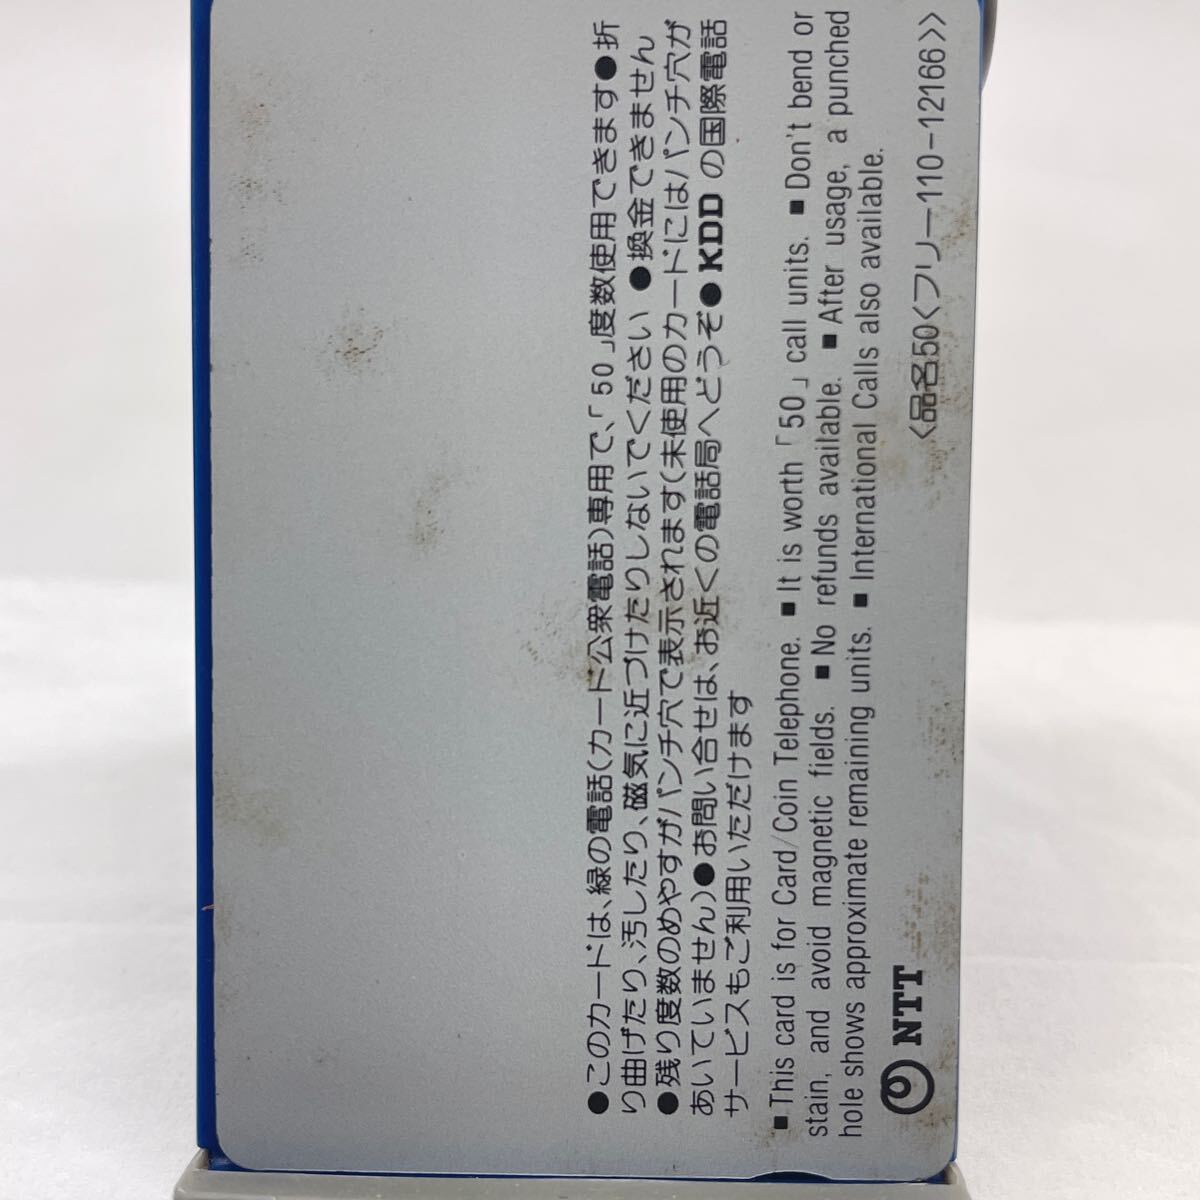 ●このカードは、緑の電話(カード公衆電話)専用で、「50」度数使用できます●折
り曲げたり、汚したり、磁気に近づけたりしないでください ●換金できません
●残り度数のめやすがパンチ穴で表示されます(未使用のカードにはパンチ穴が
あいていません)●お問い合せは、お近くの電話局へどうぞ●KDD の国際電話
サービスもご利用いただけます
■ This card is for Card/Coin Telephone. ■ It is worth「50」call units. ■ Don't bend or
stain, and avoid magnetic fields. ■ No refunds available. ■ After usage, a punched
hole shows approximate remaining units. ■ International Calls also available.
NTT
〈品名50〈フリー110-12166〉〉